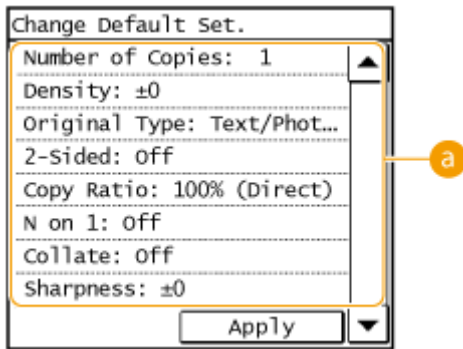 Change Default Set.
Number of Copies: 1
Density: ±0
Original Type: Text/Phot...
2-Sided: Off
Copy Ratio: 100% (Direct)
N on 1: Off
Collate: Off
Sharpness: ±0
Apply
a